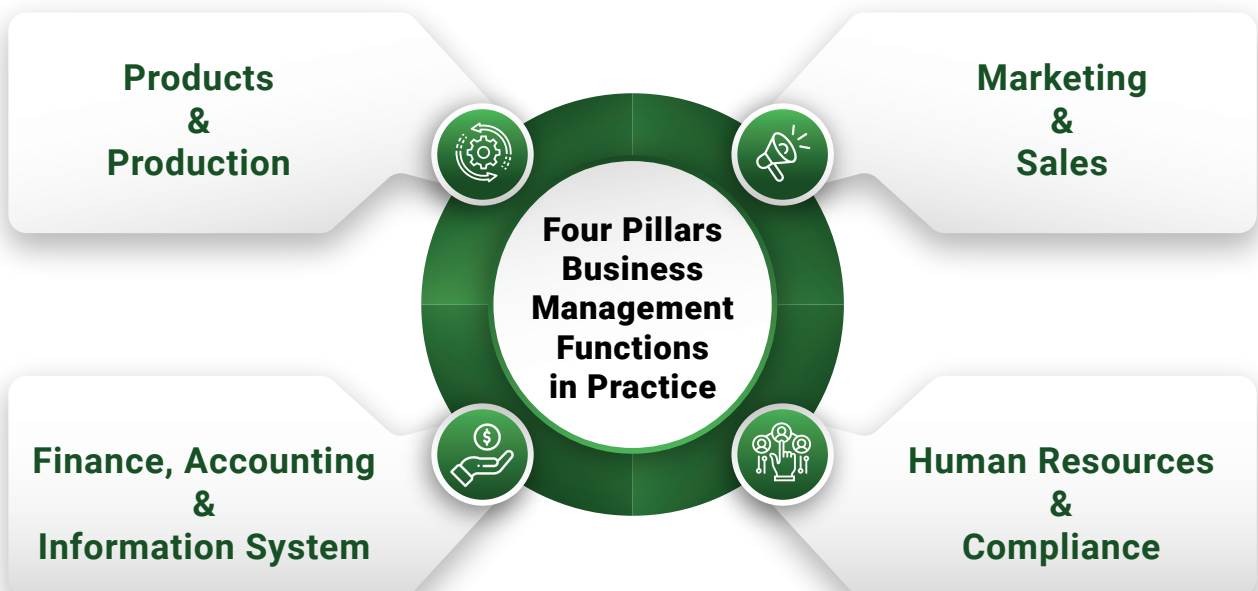 Products
&
Production
Marketing
&
Sales
Four Pillars
Business
Management
Functions
in Practice
$
Finance, Accounting
&
Information System
Human Resources
&
Compliance